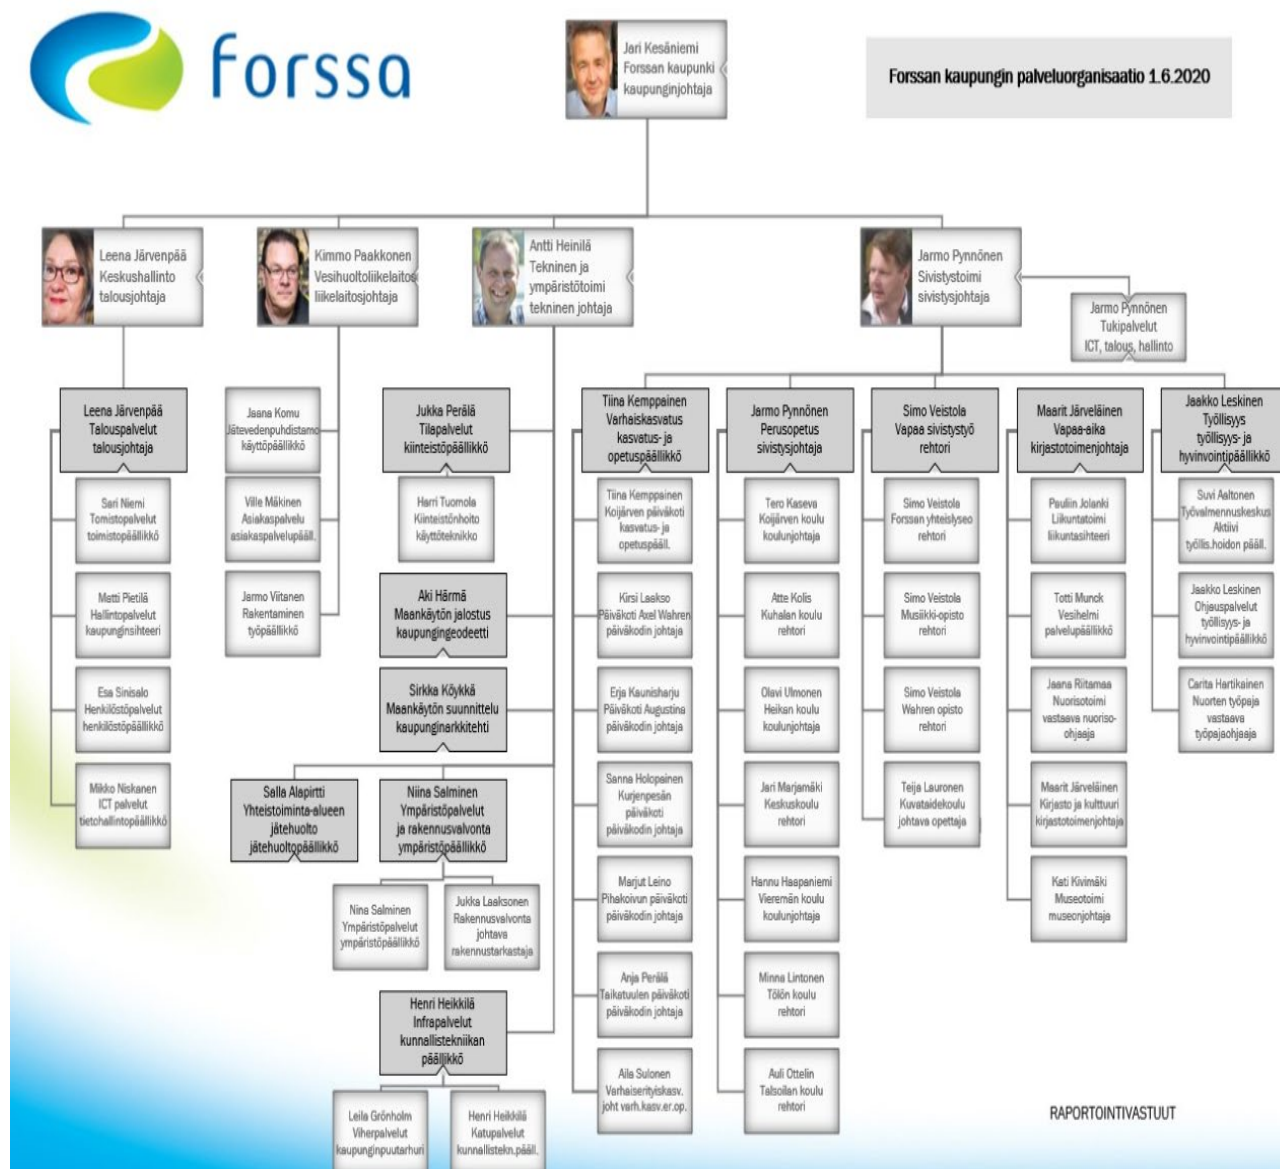 forssa
Jari Kesäniemi
Forssan kaupunki
kaupunginjohtaja
Forssan kaupungin palveluorganisaatio 1.6.2020
Leena Järvenpää
Keskushallinto
talousjohtaja
Kimmo Paakkonen
Vesihuoltoliikelaitos
liikelaitosjohtaja
Antti Heinilä
Tekninen ja
ympäristötoimi
tekninen johtaja
Jarmo Pynnönen
Sivistystoimi
sivistysjohtaja
Jarmo Pynnönen
Tukipalvelut
ICT, talous, hallinto
Leena Järvenpää
Talouspalvelut
talousjohtaja
Sari Niemi
Tomistopalvelut
toimistopäällikkö
Matti Pietilä
Hallintopalvelut
kaupunginsihteeri
Esa Sinisalo
Henkilöstöpalvelut
henkilöstöpäällikkö
Mikko Niskanen
ICT palvelut
tietohallintopäällikkö
Jaana Komu
Jätevedenpuhdistamo
käyttöpäällikkö
Ville Mäkinen
Asiakaspalvelu
asiakaspalvelupääll.
Jarmo Viitanen
Rakentaminen
työpäällikkö
Jukka Perälä
Tilapalvelut
kiinteistöpäällikkö
Harri Tuomola
Kiinteistönhoito
käyttöteknikko
Aki Härmä
Maankäytön jalostus
kaupungingeodeetti
Sirkka Köykkä
Maankäytön suunnittelu
kaupunginarkkitehti
Salla Alapirtti
Yhteistoiminta-alueen
jätehuolto
jätehuoltopäällikkö
Niina Salminen
Ympäristöpalvelut
ja rakennusvalvonta
ympäristöpäällikkö
Nina Salminen
Ympäristöpalvelut
ympäristöpäällikkö
Jukka Laaksonen
Rakennusvalvonta
johtava
rakennustarkastaja
Henri Heikkilä
Infrapalvelut
kunnallistekniikan
päällikkö
Leila Grönholm
Viherpalvelut
kaupunginpuutarhuri
Henri Heikkilä
Katupalvelut
kunnallistekn.pääll.
Tiina Kemppainen
Varhaiskasvatus
kasvatus- ja
opetuspäällikkö
Tiina Kemppainen
Koijärven päiväkoti
kasvatus- ja
opetuspääll.
Kirsi Laakso
Päiväkoti Axel Wahren
päiväkodin johtaja
Erja Kaunisharju
Päiväkoti Augustina
päiväkodin johtaja
Sanna Holopainen
Kurjenpesän
päiväkoti
päiväkodin johtaja
Marjut Leino
Pihakoivun päiväkoti
päiväkodin johtaja
Anja Perälä
Taikatuulen päiväkoti
päiväkodin johtaja
Aila Sulonen
Varhaiserityiskasv.
joht varh.kasv.er.op.
Jarmo Pynnönen
Perusopetus
sivistysjohtaja
Tero Kaseva
Koijärven koulu
koulunjohtaja
Atte Kolis
Kuhalan koulu
rehtori
Olavi Ulmonen
Heikan koulu
koulunjohtaja
Jari Marjamäki
Keskuskoulu
rehtori
Hannu Haapaniemi
Vieremän koulu
koulunjohtaja
Minna Lintonen
Tölön koulu
rehtori
Auli Ottelin
Talsoilan koulu
rehtori
Simo Veistola
Vapaa sivistystyö
rehtori
Simo Veistola
Forssan yhteislyseo
rehtori
Simo Veistola
Musiikki-opisto
rehtori
Simo Veistola
Wahren opisto
rehtori
Teija Lauronen
Kuvataidekoulu
johtava opettaja
Maarit Järveläinen
Vapaa-aika
kirjastotoimenjohtaja
Pauliin Jolanki
Liikuntatoimi
liikuntasihteeri
Totti Munck
Vesihelmi
palvelupäällikkö
Jaana Riitamaa
Nuorisotoimi
vastaava nuoriso-
ohjaaja
Maarit Järveläinen
Kirjasto ja kulttuuri
kirjastotoimenjohtaja
Kati Kivimäki
Museotoimi
museonjohtaja
Jaakko Leskinen
Työllisyys
työllisyys- ja
hyvinvointipäällikkö
Suvi Aaltonen
Työvalmennuskeskus
Aktiivi
työllis.hoidon pääll.
Jaakko Leskinen
Ohjauspalvelut
työllisyys- ja
hyvinvointipäällikkö
Carita Hartikainen
Nuorten työpaja
vastaava
työpajaohjaaja
RAPORTOINTIVASTUUT